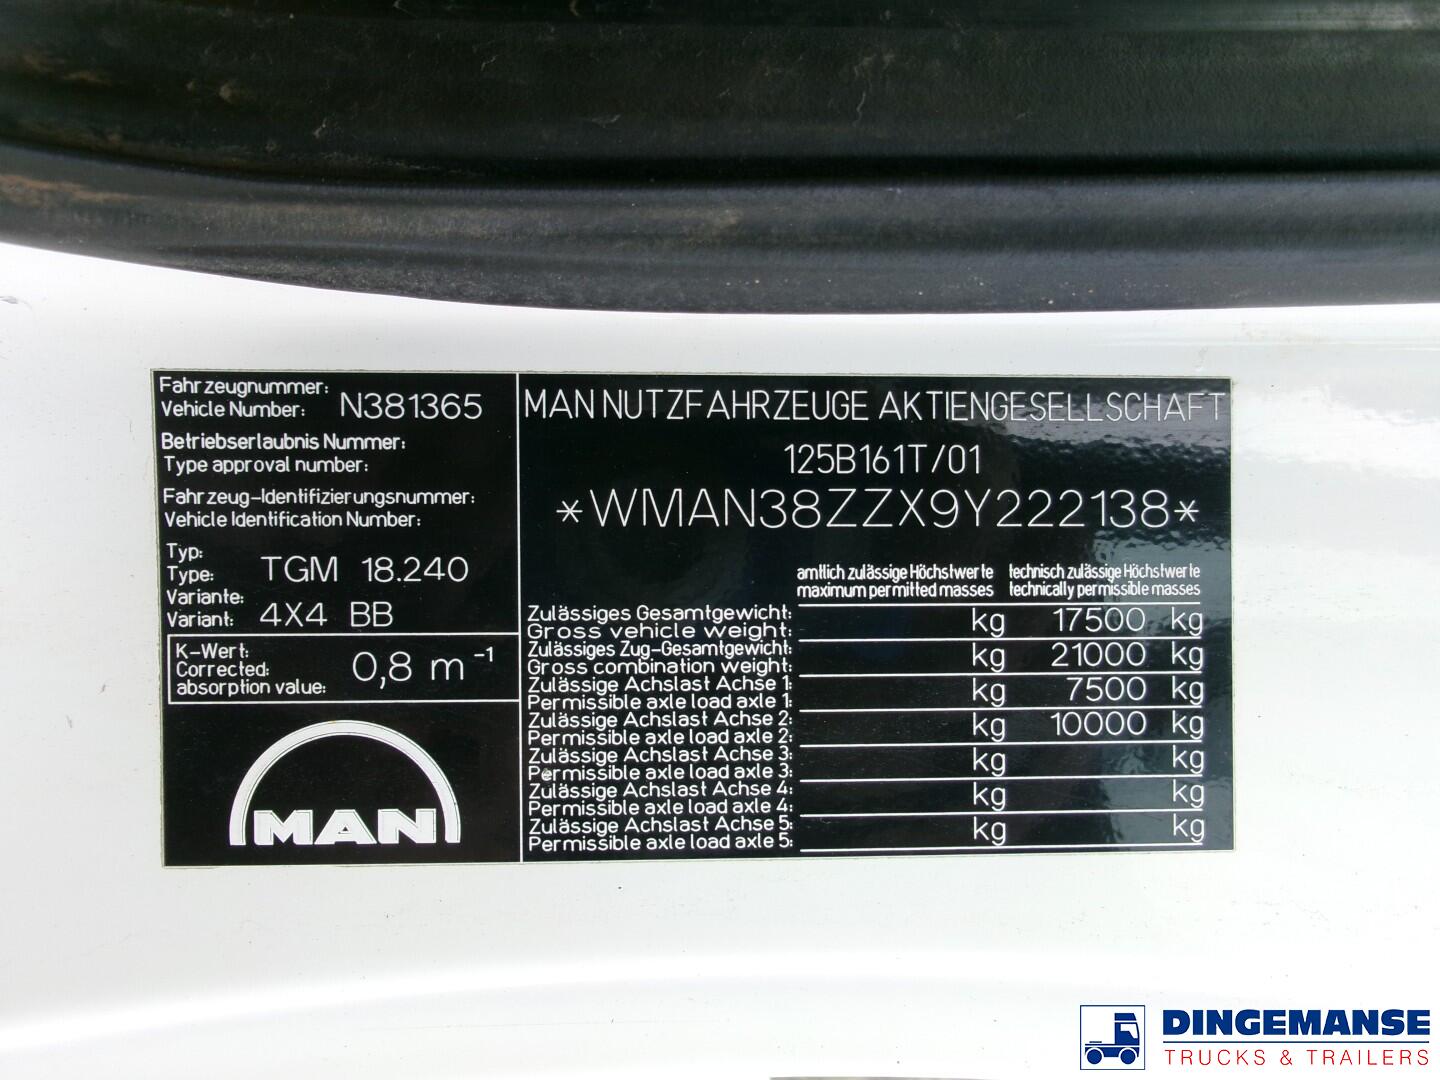 Fahrzeugnummer:
Vehicle Number: N381365
Betriebserlaubnis Nummer:
Type approval number:
Fahrzeug-Identifizierungsnummer:
Vehicle Identification Number:
Typ:
Type: TGM 18.240
Variante:
Variant: 4X4 BB
K-Wert:
Corrected: 0,8 m⁻¹
absorption value:
MAN
MAN NUTZFAHRZEUGE AKTIENGESELLSCHAFT
125B161T/01
*WMAN38ZZX9Y222138*
amtlich zulässige Höchstwerte technisch zulässige Höchstwerte
maximum permitted masses technically permissible masses
Zulässiges Gesamtgewicht:
Gross vehicle weight: kg 17500 kg
Zulässiges Zug-Gesamtgewicht:
Gross combination weight: kg 21000 kg
Zulässige Achslast Achse 1:
Permissible axle load axle 1: kg 7500 kg
Zulässige Achslast Achse 2:
Permissible axle load axle 2: kg 10000 kg
Zulässige Achslast Achse 3:
Permissible axle load axle 3: kg kg
Zulässige Achslast Achse 4:
Permissible axle load axle 4: kg kg
Zulässige Achslast Achse 5:
Permissible axle load axle 5: kg kg
DINGEMANSE
TRUCKS & TRAILERS